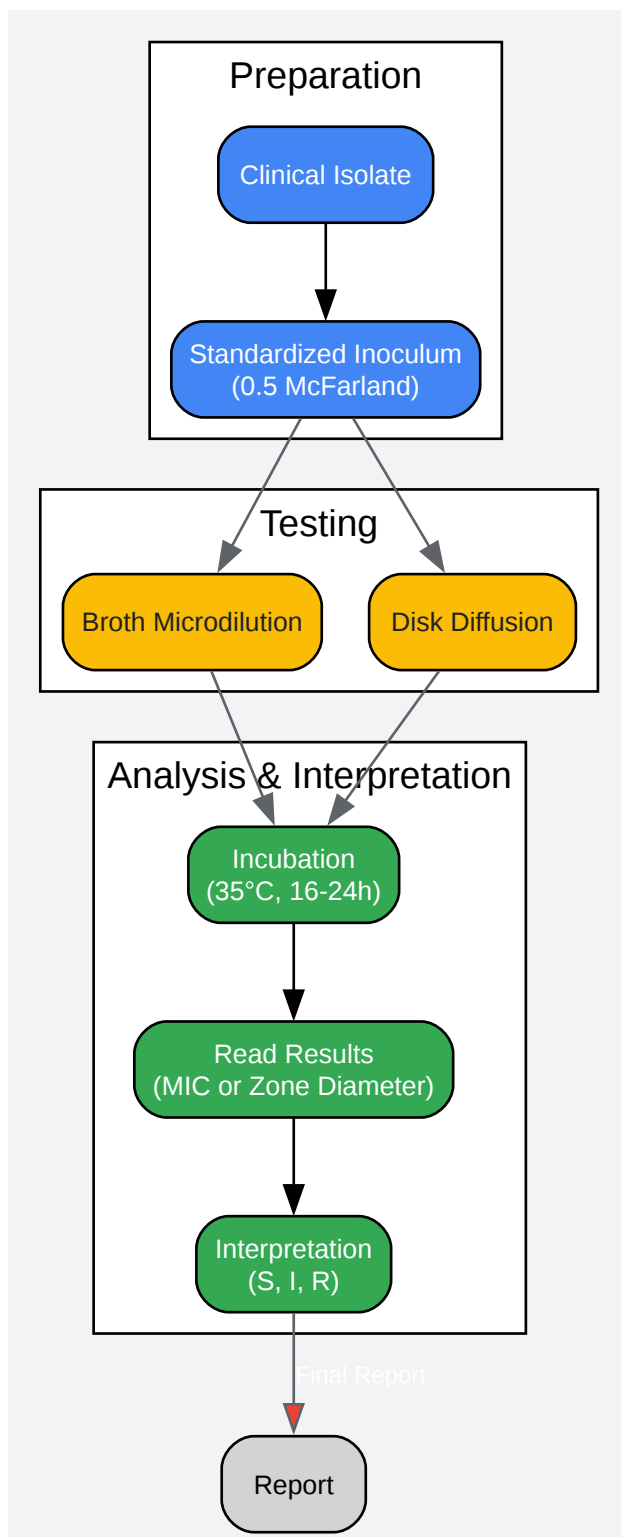 Preparation
Clinical Isolate
Standardized Inoculum
(0.5 McFarland)
Testing
Broth Microdilution
Disk Diffusion
Analysis & Interpretation
Incubation
(35°C, 16-24h)
Read Results
(MIC or Zone Diameter)
Interpretation
(S, I, R)
Final Report
Report